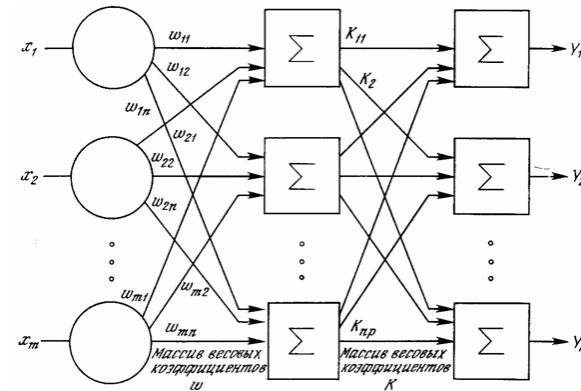 x1 w11 Σ K11 Σ Y1
w12 K2
w1n
w21
x2 w22 Σ Σ Y2
w2n
wm1 wm2
xm wmn Σ Knp Σ
Массив весовых Массив весовых
коэффициентов коэффициентов
w K